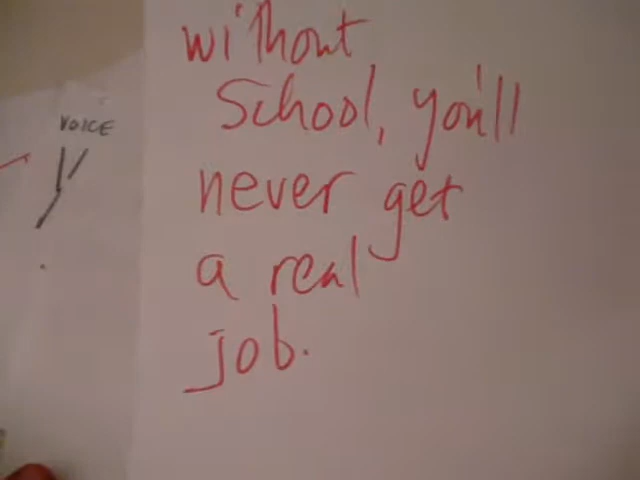 without
School, you'll
never get
a real
job.
VOICE